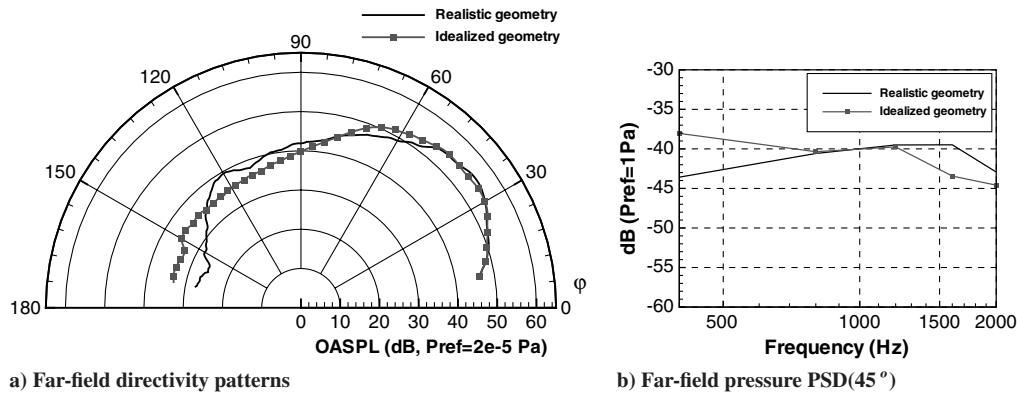 Realistic geometry
Idealized geometry
90
120
60
150
30
180
φ
0
0 10 20 30 40 50 60
OASPL (dB, Pref=2e-5 Pa)
a) Far-field directivity patterns
-30
-35
-40
-45
-50
-55
-60
dB (Pref=1Pa)
Realistic geometry
Idealized geometry
500 1000 1500 2000
Frequency (Hz)
b) Far-field pressure PSD(45°)